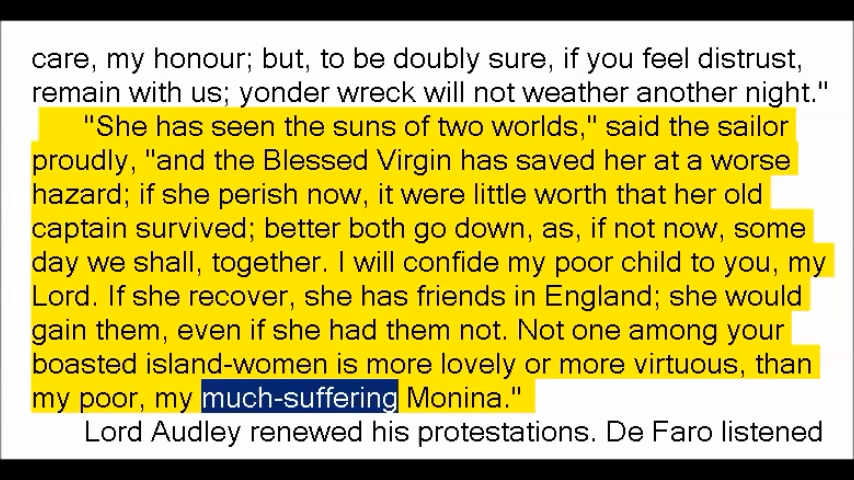 care, my honour; but, to be doubly sure, if you feel distrust,
remain with us; yonder wreck will not weather another night."
"She has seen the suns of two worlds," said the sailor
proudly, "and the Blessed Virgin has saved her at a worse
hazard; if she perish now, it were little worth that her old
captain survived; better both go down, as, if not now, some
day we shall, together. I will confide my poor child to you, my
Lord. If she recover, she has friends in England; she would
gain them, even if she had them not. Not one among your
boasted island-women is more lovely or more virtuous, than
my poor, my much-suffering Monina."
Lord Audley renewed his protestations. De Faro listened